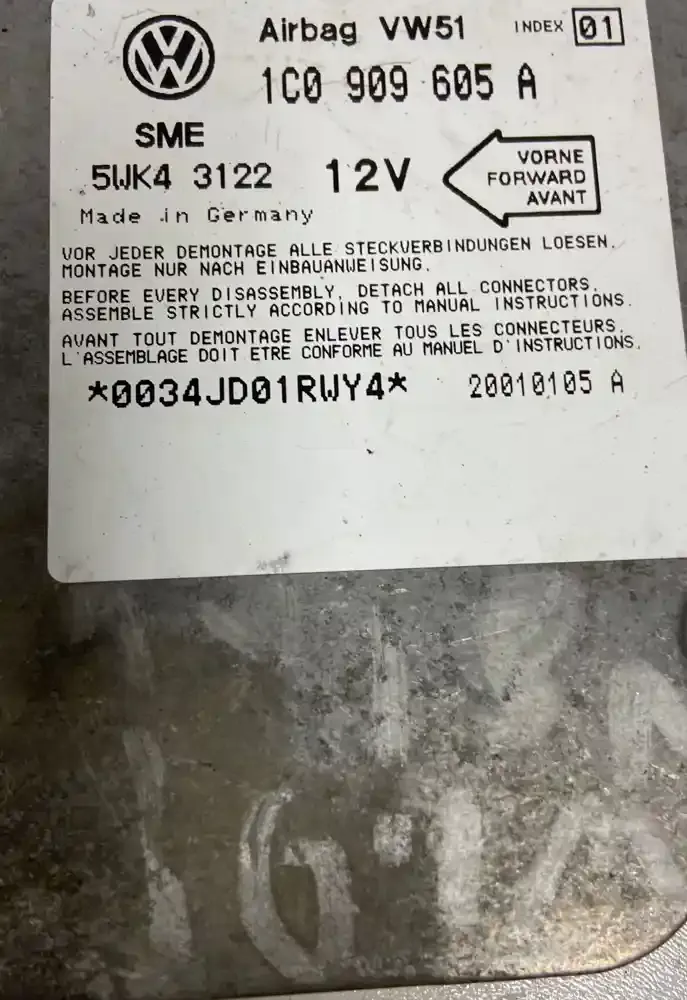 Airbag VW51 INDEX 01
1C0 909 605 A
SME
5WK4 3122 12V
VORNE
FORWARD
AVANT
Made in Germany
VOR JEDER DEMONTAGE ALLE STECKVERBINDUNGEN LOESEN.
MONTAGE NUR NACH EINBAUANWEISUNG.
BEFORE EVERY DISASSEMBLY, DETACH ALL CONNECTORS.
ASSEMBLE STRICTLY ACCORDING TO MANUAL INSTRUCTIONS.
AVANT TOUT DEMONTAGE ENLEVER TOUS LES CONNECTEURS.
L'ASSEMBLAGE DOIT ETRE CONFORME AU MANUEL D'INSTRUCTIONS.
*0034JD01RWY4* 20010105 A